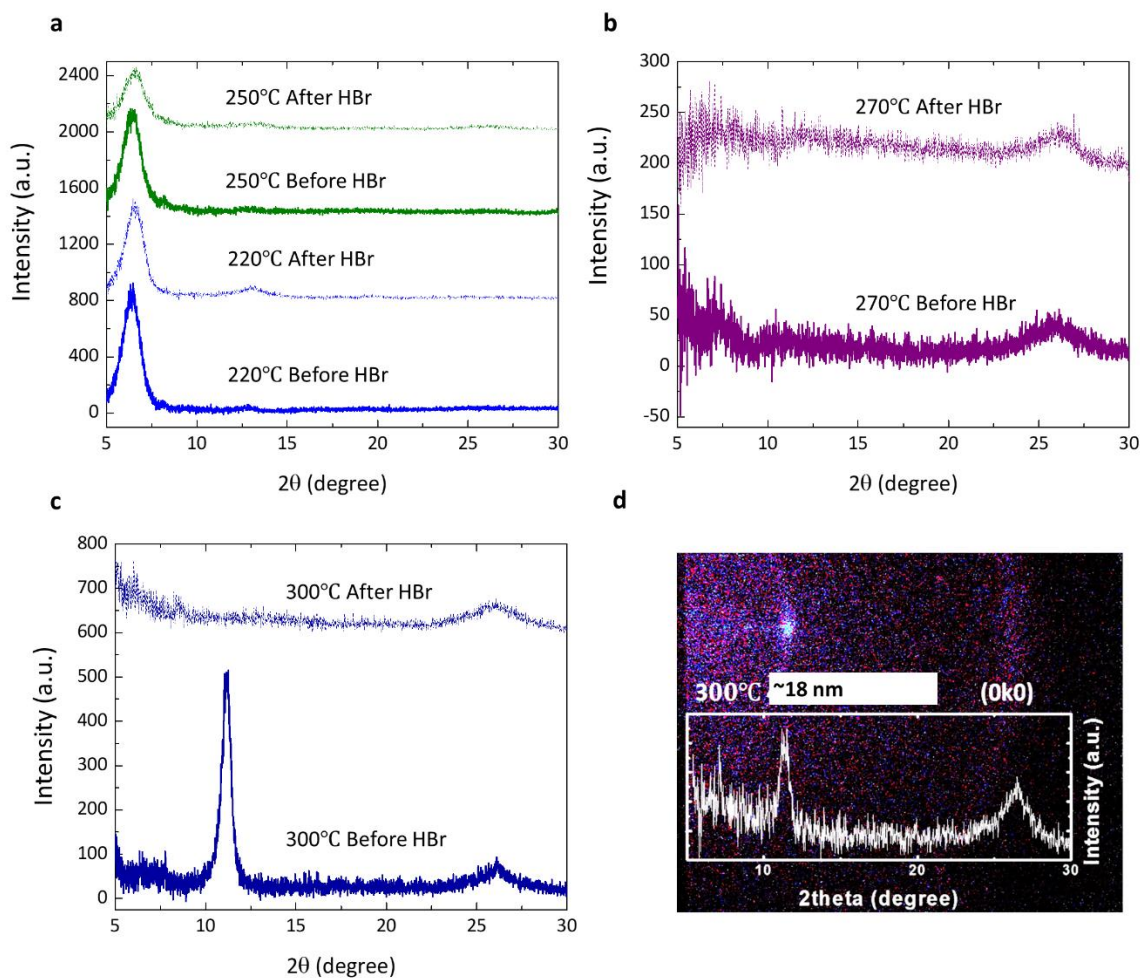 a
2400
2000
1600
1200
800
400
0
250°C After HBr
250°C Before HBr
220°C After HBr
220°C Before HBr
Intensity (a.u.)
5 10 15 20 25 30
2θ (degree)
b
300
250
200
150
100
50
0
-50
270°C After HBr
270°C Before HBr
Intensity (a.u.)
5 10 15 20 25 30
2θ (degree)
c
800
700
600
500
400
300
200
100
0
300°C After HBr
300°C Before HBr
Intensity (a.u.)
5 10 15 20 25 30
2θ (degree)
d
300°C ~18 nm (0k0)
Intensity (a.u.)
10 20 30
2theta (degree)